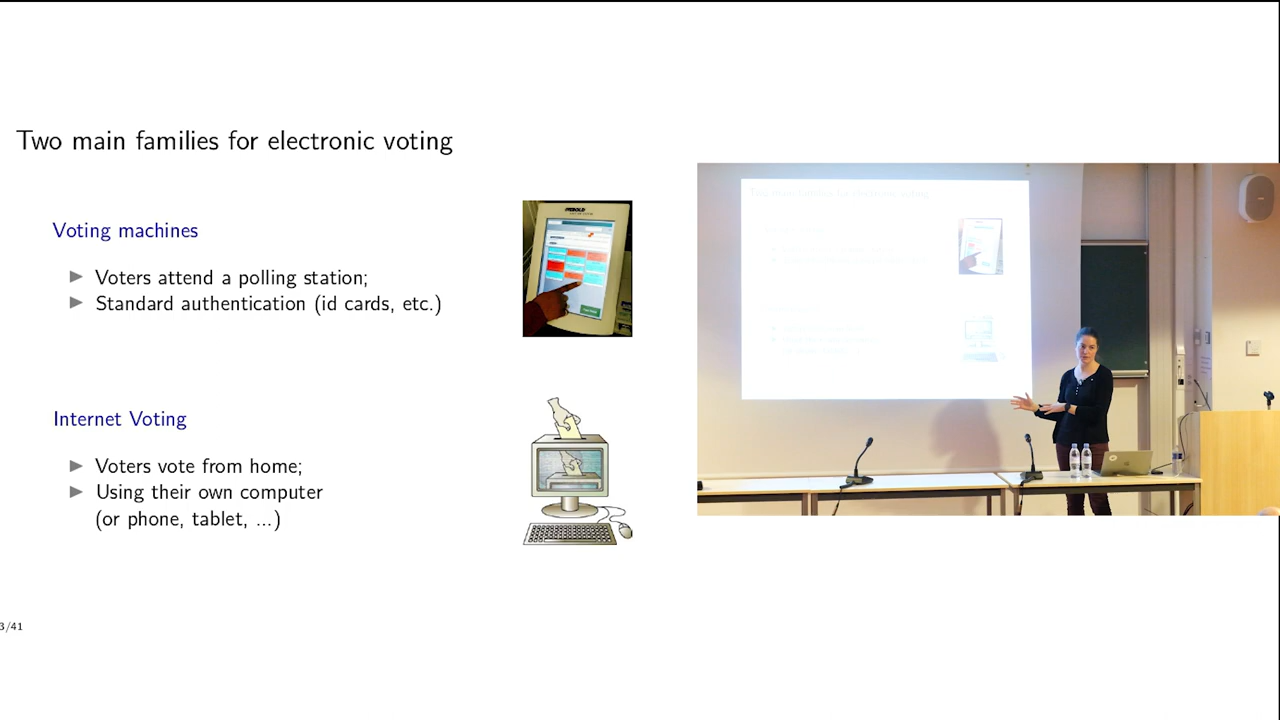 Two main families for electronic voting
Voting machines
▶ Voters attend a polling station;
▶ Standard authentication (id cards, etc.)
Internet Voting
▶ Voters vote from home;
▶ Using their own computer
(or phone, tablet, ...)
3/41